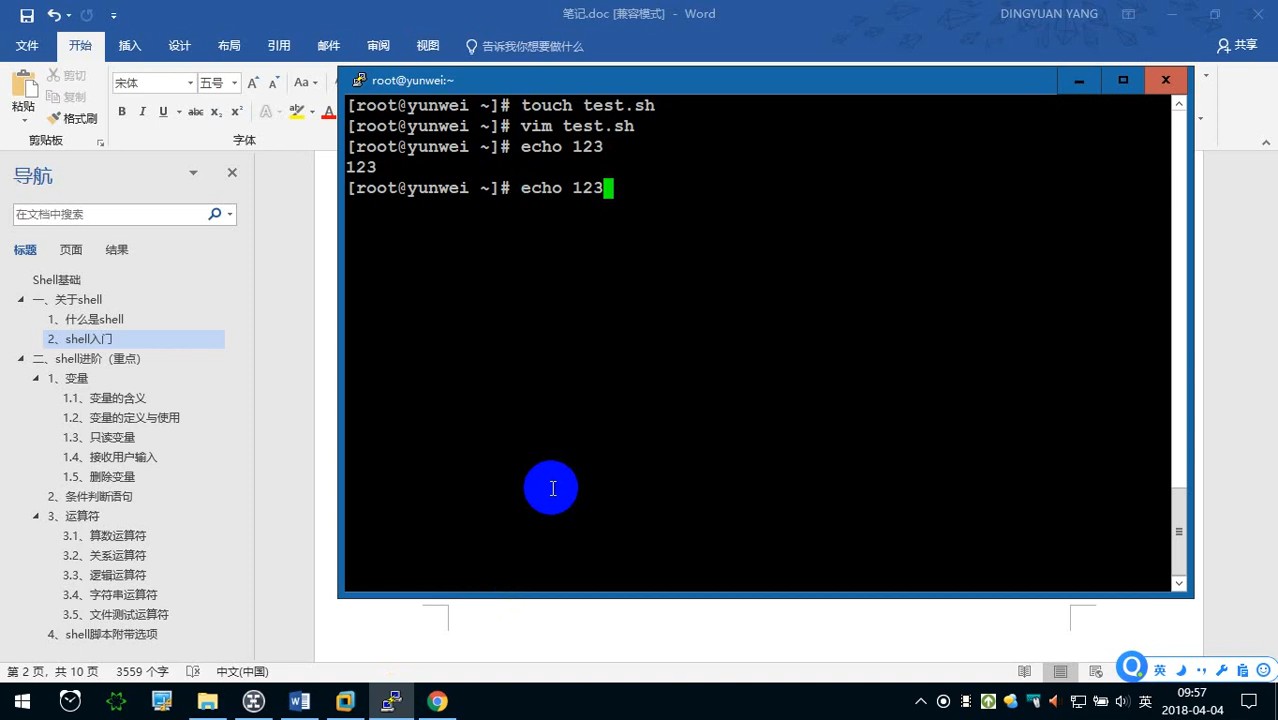 笔记.doc [兼容模式] - Word
DINGYUAN YANG
文件 开始 插入 设计 布局 引用 邮件 审阅 视图 告诉我你想要做什么 共享
粘贴
剪切
复制
格式刷
宋体 五号
剪贴板 字体
root@yunwei:~
[root@yunwei ~]# touch test.sh
[root@yunwei ~]# vim test.sh
[root@yunwei ~]# echo 123
123
[root@yunwei ~]# echo 123
导航
在文档中搜索
标题 页面 结果
Shell基础
一、关于shell
1、什么是shell
2、shell入门
二、shell进阶（重点）
1、变量
1.1、变量的含义
1.2、变量的定义与使用
1.3、只读变量
1.4、接收用户输入
1.5、删除变量
2、条件判断语句
3、运算符
3.1、算数运算符
3.2、关系运算符
3.3、逻辑运算符
3.4、字符串运算符
3.5、文件测试运算符
4、shell脚本附带选项
第 2 页，共 10 页 3559 个字 中文(中国)
英
英
09:57
2018-04-04